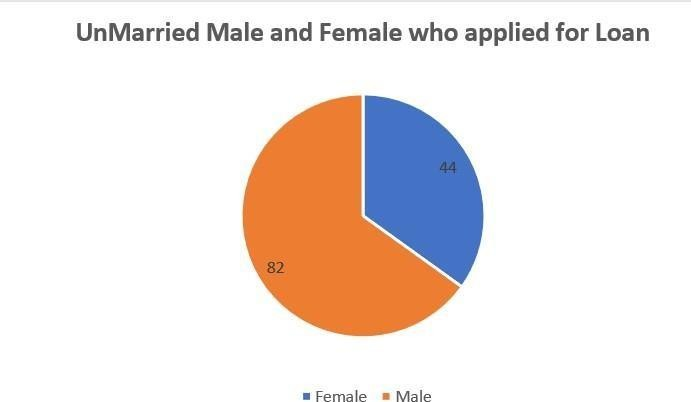 UnMarried Male and Female who applied for Loan
44
82
Female Male